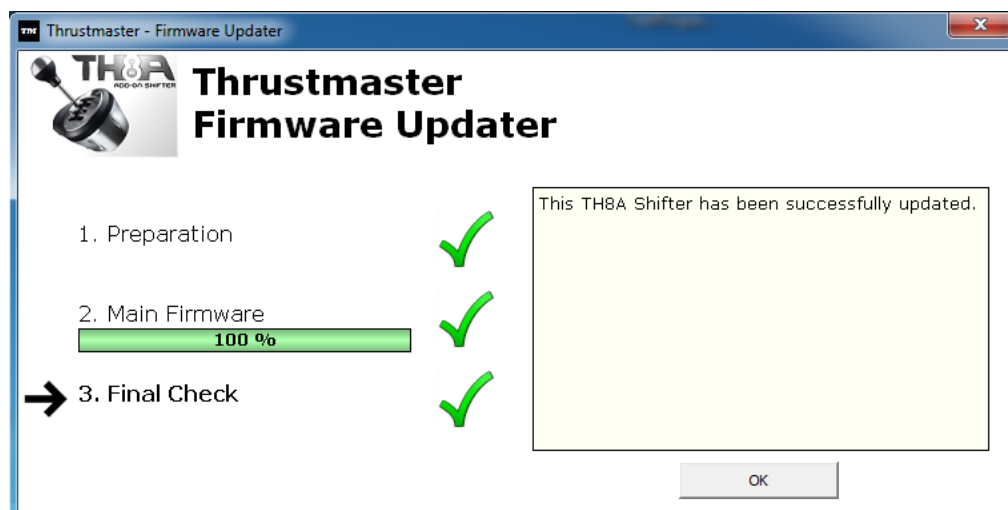 Thrustmaster - Firmware Updater
TH8A
ADD-ON SHIFTER
Thrustmaster
Firmware Updater
1. Preparation
2. Main Firmware
100 %
3. Final Check
This TH8A Shifter has been successfully updated.
OK